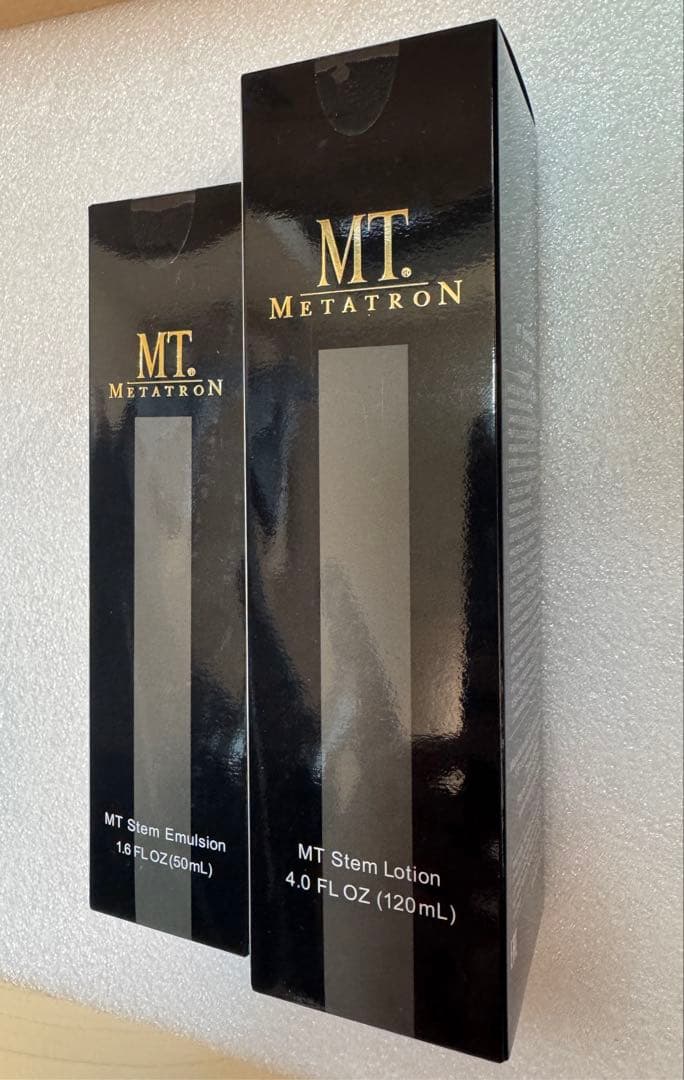 MT.®
METATRON
MT Stem Emulsion
1.6 FL OZ(50mL)
MT.®
METATRON
MT Stem Lotion
4.0 FL OZ (120mL)